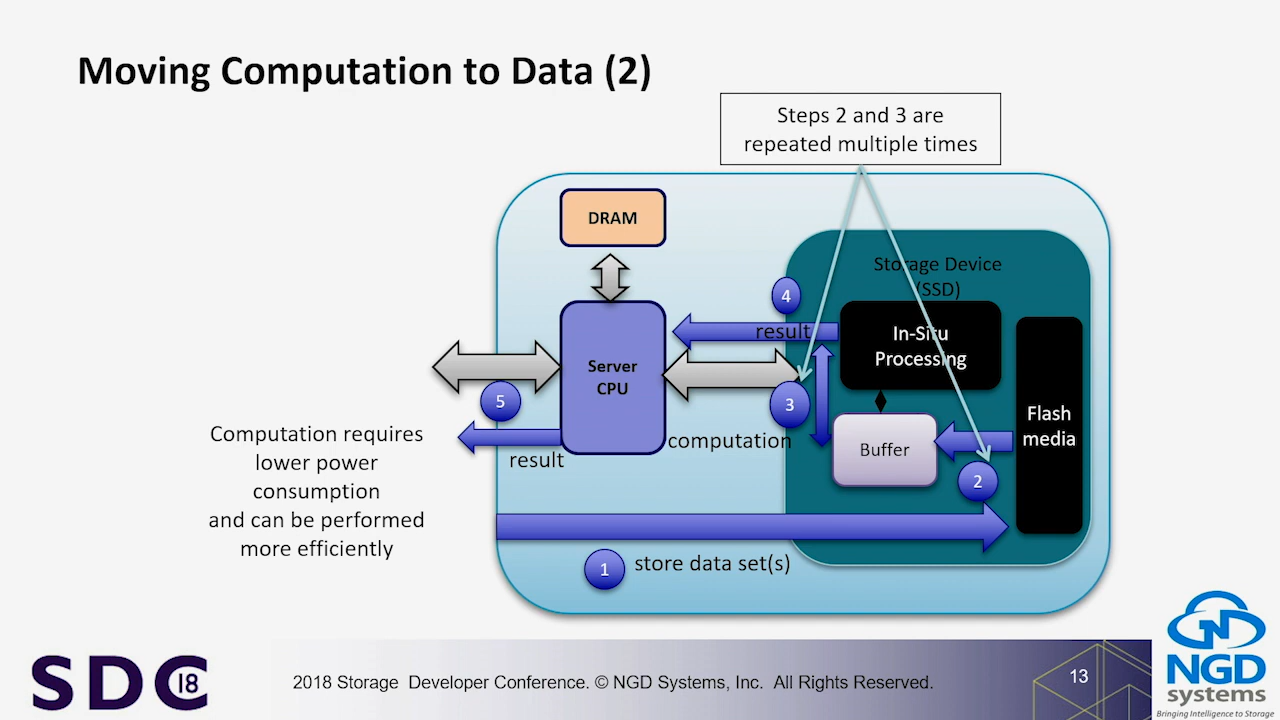 Moving Computation to Data (2)
Steps 2 and 3 are
repeated multiple times
DRAM
Storage Device
(SSD)
4
result
In-Situ
Processing
Server
CPU
5
3
Flash
media
Computation requires
lower power
consumption
and can be performed
more efficiently
computation
Buffer
result
2
1
store data set(s)
SDC 18
2018 Storage Developer Conference. © NGD Systems, Inc. All Rights Reserved.
13
NGD
systems
Bringing Intelligence to Storage